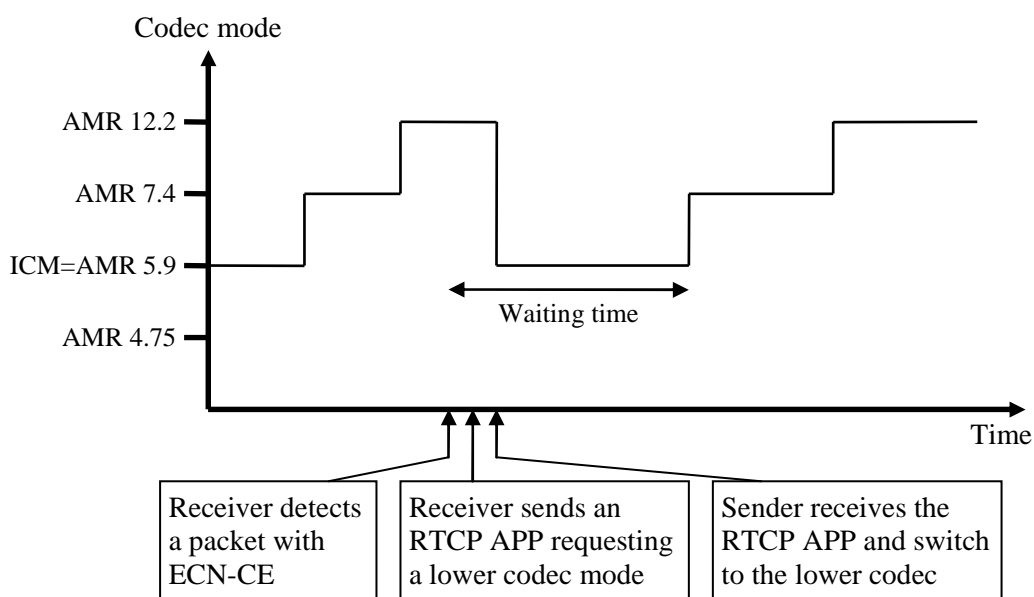 Codec mode
AMR 12.2
AMR 7.4
ICM=AMR 5.9
AMR 4.75
Waiting time
Time
Receiver detects
a packet with
ECN-CE
Receiver sends an
RTCP APP requesting
a lower codec mode
Sender receives the
RTCP APP and switch
to the lower codec